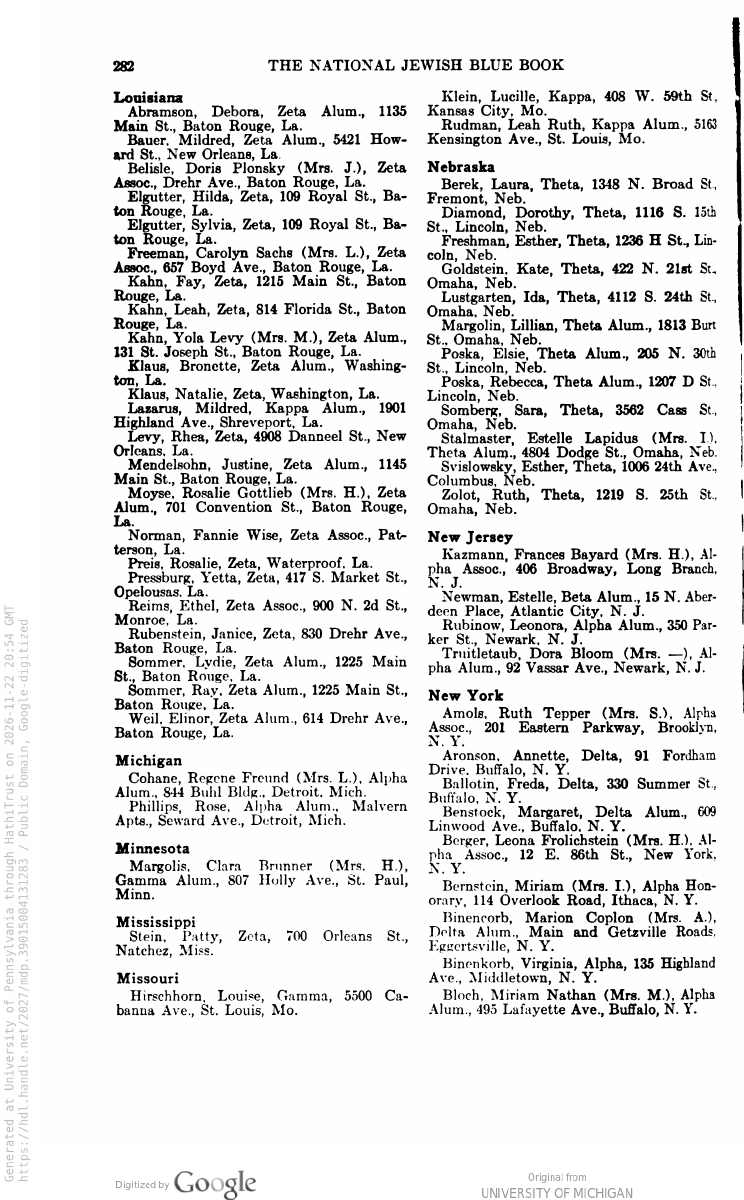 282
THE NATIONAL JEWISH BLUE BOOK
Louisiana
Abramson, Debora, Zeta Alum., 1135
Main St., Baton Rouge, La.
Bauer, Mildred, Zeta Alum., 5421 How-
ard St., New Orleans, La.
Belisle, Doris Plonsky (Mrs. J.), Zeta
Assoc., Drehr Ave., Baton Rouge, La.
Elgutter, Hilda, Zeta, 109 Royal St., Ba-
ton Rouge, La.
Elgutter, Sylvia, Zeta, 109 Royal St., Ba-
ton Rouge, La.
Freeman, Carolyn Sachs (Mrs. L.), Zeta
Assoc., 657 Boyd Ave., Baton Rouge, La.
Kahn, Fay, Zeta, 1215 Main St., Baton
Rouge, La.
Kahn, Leah, Zeta, 814 Florida St., Baton
Rouge, La.
Kahn, Yola Levy (Mrs. M.), Zeta Alum.,
131 St. Joseph St., Baton Rouge, La.
Klaus, Bronette, Zeta Alum., Washing-
ton, La.
Klaus, Natalie, Zeta, Washington, La.
Lazarus, Mildred, Kappa Alum., 1901
Highland Ave., Shreveport, La.
Levy, Rhea, Zeta, 4908 Danneel St., New
Orleans, La.
Mendelsohn, Justine, Zeta Alum., 1145
Main St., Baton Rouge, La.
Moyse, Rosalie Gottlieb (Mrs. H.), Zeta
Alum., 701 Convention St., Baton Rouge,
La.
Norman, Fannie Wise, Zeta Assoc., Pat-
terson, La.
Preis, Rosalie, Zeta, Waterproof. La.
Pressburg, Yetta, Zeta, 417 S. Market St.,
Opelousas, La.
Reims, Ethel, Zeta Assoc., 900 N. 2d St.,
Monroe, La.
Rubenstein, Janice, Zeta, 830 Drehr Ave.,
Baton Rouge, La.
Sommer, Lydie, Zeta Alum., 1225 Main
St., Baton Rouge, La.
Sommer, Ray, Zeta Alum., 1225 Main St.,
Baton Rouge, La.
Weil, Elinor, Zeta Alum., 614 Drehr Ave.,
Baton Rouge, La.
Michigan
Cohane, Regene Freund (Mrs. L.), Alpha
Alum., 844 Buhl Bldg., Detroit, Mich.
Phillips, Rose, Alpha Alum., Malvern
Apts., Seward Ave., Detroit, Mich.
Minnesota
Margolis, Clara Brunner (Mrs. H.),
Gamma Alum., 807 Holly Ave., St. Paul,
Minn.
Mississippi
Stein, Patty, Zeta, 700 Orleans St.,
Natchez, Miss.
Missouri
Hirschhorn, Louise, Gamma, 5500 Ca-
banna Ave., St. Louis, Mo.
Klein, Lucille, Kappa, 408 W. 59th St.,
Kansas City, Mo.
Rudman, Leah Ruth, Kappa Alum., 5163
Kensington Ave., St. Louis, Mo.
Nebraska
Berek, Laura, Theta, 1348 N. Broad St.,
Fremont, Neb.
Diamond, Dorothy, Theta, 1116 S. 15th
St., Lincoln, Neb.
Freshman, Esther, Theta, 1236 H St., Lin-
coln, Neb.
Goldstein, Kate, Theta, 422 N. 21st St.,
Omaha, Neb.
Lustgarten, Ida, Theta, 4112 S. 24th St.,
Omaha, Neb.
Margolin, Lillian, Theta Alum., 1813 Burt
St., Omaha, Neb.
Poska, Elsie, Theta Alum., 205 N. 30th
St., Lincoln, Neb.
Poska, Rebecca, Theta Alum., 1207 D St.,
Lincoln, Neb.
Somberg, Sara, Theta, 3562 Cass St.,
Omaha, Neb.
Stalmaster, Estelle Lapidus (Mrs. I.),
Theta Alum., 4804 Dodge St., Omaha, Neb.
Svislowsky, Esther, Theta, 1006 24th Ave.,
Columbus, Neb.
Zolot, Ruth, Theta, 1219 S. 25th St.,
Omaha, Neb.
New Jersey
Kazmann, Frances Bayard (Mrs. H.), Al-
pha Assoc., 406 Broadway, Long Branch,
N. J.
Newman, Estelle, Beta Alum., 15 N. Aber-
deen Place, Atlantic City, N. J.
Rubinow, Leonora, Alpha Alum., 350 Par-
ker St., Newark, N. J.
Truitletaub, Dora Bloom (Mrs. —), Al-
pha Alum., 92 Vassar Ave., Newark, N. J.
New York
Amols, Ruth Tepper (Mrs. S.), Alpha
Assoc., 201 Eastern Parkway, Brooklyn,
N. Y.
Aronson, Annette, Delta, 91 Fordham
Drive, Buffalo, N. Y.
Ballotin, Freda, Delta, 330 Summer St.,
Buffalo, N. Y.
Benstock, Margaret, Delta Alum., 609
Linwood Ave., Buffalo, N. Y.
Berger, Leona Frolichstein (Mrs. H.), Al-
pha Assoc., 12 E. 86th St., New York,
N. Y.
Bernstein, Miriam (Mrs. I.), Alpha Hon-
orary, 114 Overlook Road, Ithaca, N. Y.
Binencorb, Marion Coplon (Mrs. A.),
Delta Alum., Main and Getzville Roads,
Eggertsville, N. Y.
Binenkorb, Virginia, Alpha, 135 Highland
Ave., Middletown, N. Y.
Bloch, Miriam Nathan (Mrs. M.), Alpha
Alum., 495 Lafayette Ave., Buffalo, N. Y.
Generated at University of Pennsylvania through HathiTrust on 2026-11-22 20:54 GMT
https://hdl.handle.net/2027/mdp.39015004131283 / Public Domain, Google-digitized
Digitized by Google
Original from
UNIVERSITY OF MICHIGAN